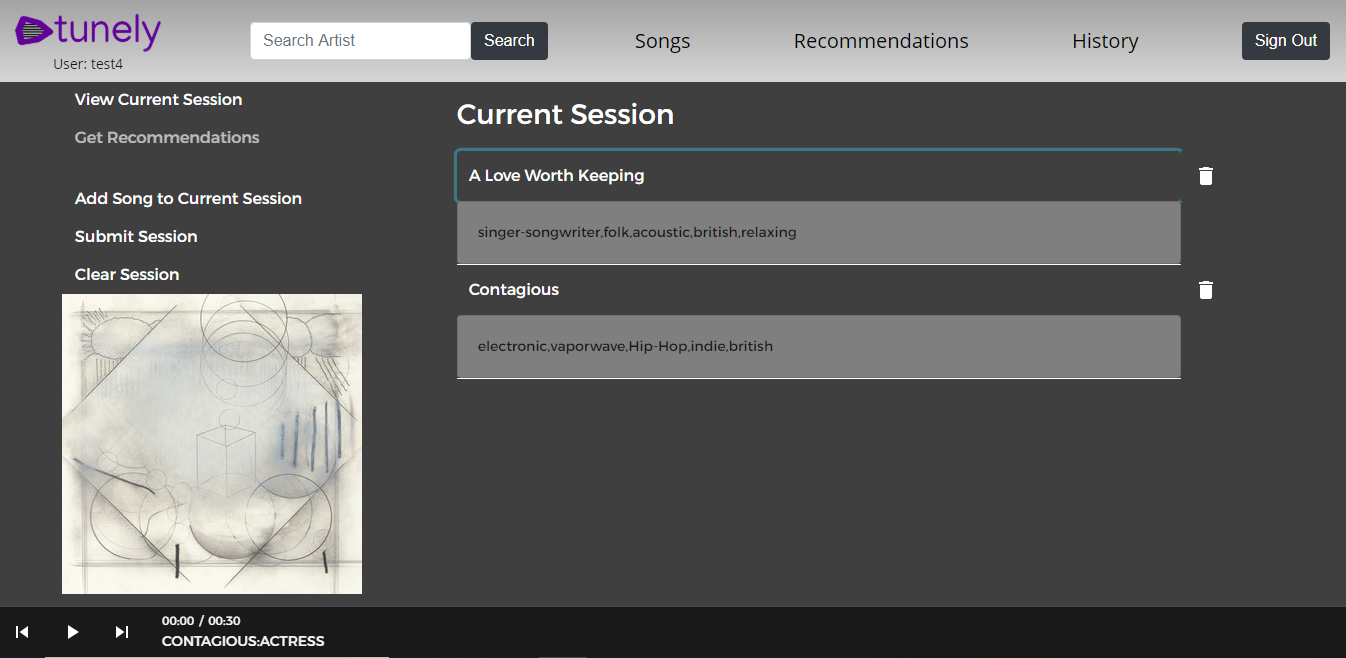 tunely
User: test4
Search Artist
Search
Songs
Recommendations
History
Sign Out
View Current Session
Get Recommendations
Add Song to Current Session
Submit Session
Clear Session
Current Session
A Love Worth Keeping
singer-songwriter,folk,acoustic,british,relaxing
Contagious
electronic,vaporwave,Hip-Hop,indie,british
00:00 / 00:30
CONTAGIOUS:ACTRESS